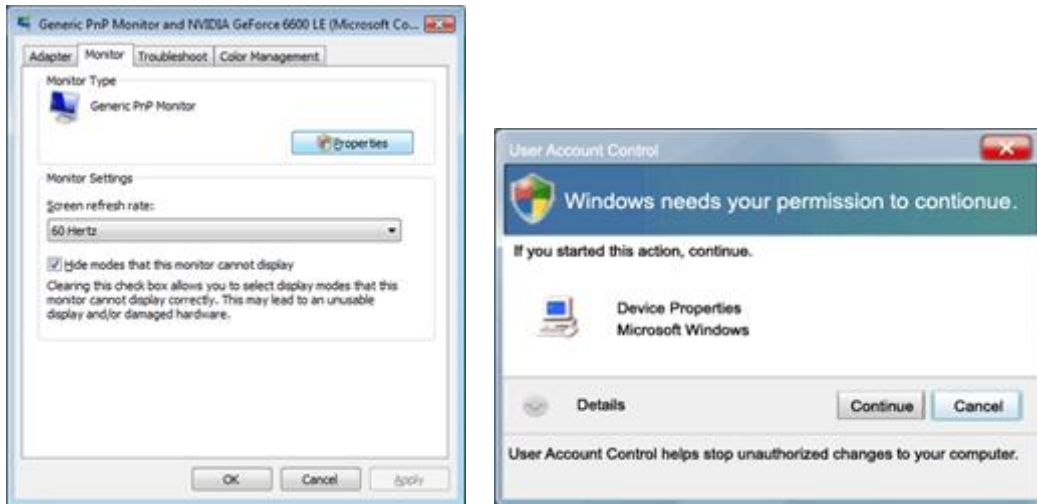 Generic PnP Monitor and NVIDIA GeForce 6600 LE (Microsoft Co...
Adapter Monitor Troubleshoot Color Management
Monitor Type
Generic PnP Monitor
Properties
Monitor Settings
Screen refresh rate:
60 Hertz
Hide modes that this monitor cannot display
Clearing this check box allows you to select display modes that this
monitor cannot display correctly. This may lead to an unusable
display and/or damaged hardware.
OK Cancel Apply
User Account Control
Windows needs your permission to contionue.
If you started this action, continue.
Device Properties
Microsoft Windows
Details Continue Cancel
User Account Control helps stop unauthorized changes to your computer.